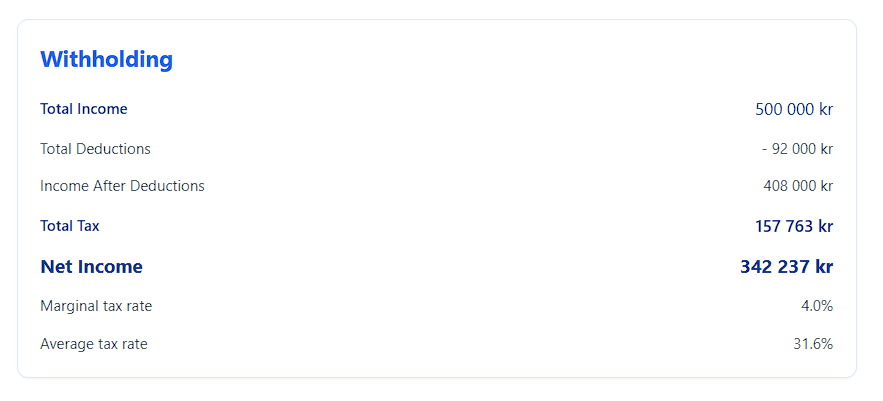 Withholding
Total Income 500 000 kr
Total Deductions - 92 000 kr
Income After Deductions 408 000 kr
Total Tax 157 763 kr
Net Income 342 237 kr
Marginal tax rate 4.0%
Average tax rate 31.6%